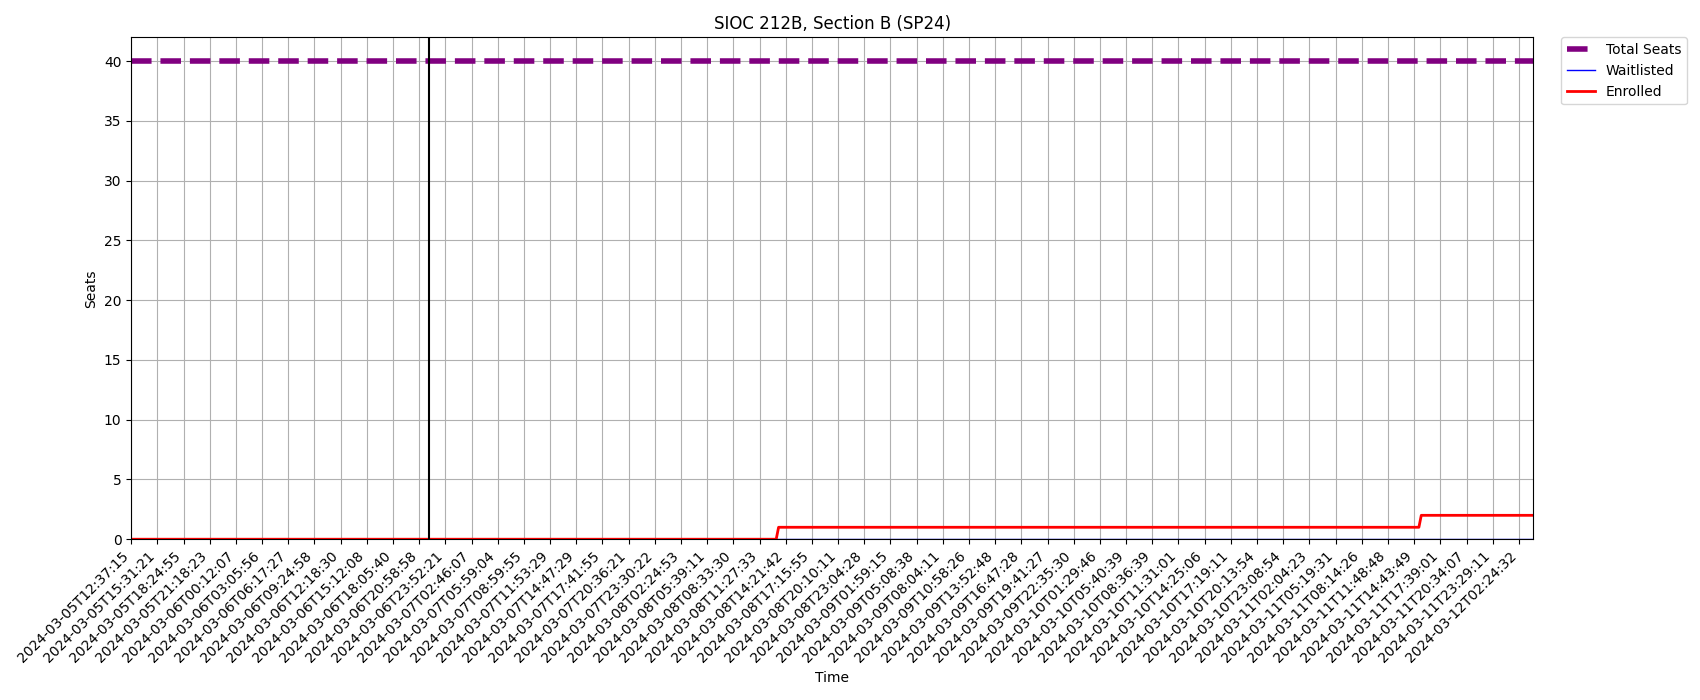 SIOC 212B, Section B (SP24)
Total Seats
Waitlisted
Enrolled
Seats
40
35
30
25
20
15
10
5
0
2024-03-05T12:37:15
2024-03-05T15:31:21
2024-03-05T18:24:55
2024-03-05T21:18:23
2024-03-06T00:12:07
2024-03-06T03:05:56
2024-03-06T06:17:27
2024-03-06T09:24:58
2024-03-06T12:18:30
2024-03-06T15:12:08
2024-03-06T18:05:40
2024-03-06T20:58:58
2024-03-06T23:52:21
2024-03-07T02:46:07
2024-03-07T05:59:04
2024-03-07T08:59:55
2024-03-07T11:53:29
2024-03-07T14:47:29
2024-03-07T17:41:55
2024-03-07T20:36:21
2024-03-07T23:30:22
2024-03-08T02:24:53
2024-03-08T05:39:11
2024-03-08T08:33:30
2024-03-08T11:27:33
2024-03-08T14:21:42
2024-03-08T17:15:55
2024-03-08T20:10:11
2024-03-08T23:04:28
2024-03-09T01:59:15
2024-03-09T05:08:38
2024-03-09T08:04:11
2024-03-09T10:58:26
2024-03-09T13:52:48
2024-03-09T16:47:28
2024-03-09T19:41:27
2024-03-09T22:35:30
2024-03-10T01:29:46
2024-03-10T05:40:39
2024-03-10T08:36:39
2024-03-10T11:31:01
2024-03-10T14:25:06
2024-03-10T17:19:11
2024-03-10T20:13:54
2024-03-10T23:08:54
2024-03-11T02:04:23
2024-03-11T05:19:31
2024-03-11T08:14:26
2024-03-11T11:48:48
2024-03-11T14:43:49
2024-03-11T17:39:01
2024-03-11T20:34:07
2024-03-11T23:29:11
2024-03-12T02:24:32
Time